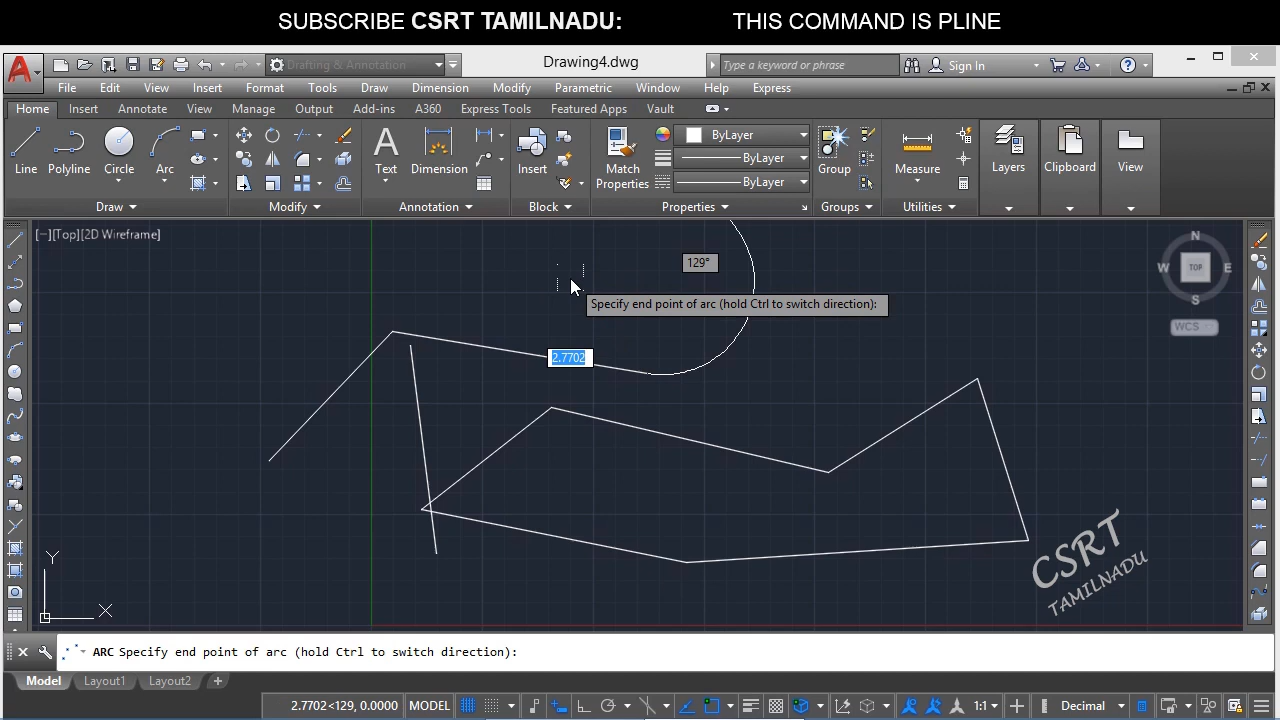 SUBSCRIBE CSRT TAMILNADU: THIS COMMAND IS PLINE
Drafting & Annotation
Drawing4.dwg
Type a keyword or phrase
Sign In
File Edit View Insert Format Tools Draw Dimension Modify Parametric Window Help Express
Home Insert Annotate View Manage Output Add-ins A360 Express Tools Featured Apps Vault
Line Polyline Circle Arc
Text Dimension
Insert
Match Properties
ByLayer
ByLayer
ByLayer
Group
Measure
Layers
Clipboard
View
Draw Modify Annotation Block Properties Groups Utilities
[−][Top][2D Wireframe]
129°
N
W TOP E
S
WCS
Specify end point of arc (hold Ctrl to switch direction):
2.7702
CSRT
TAMILNADU
Y
X
ARC Specify end point of arc (hold Ctrl to switch direction):
Model Layout1 Layout2 +
2.7702<129, 0.0000 MODEL 1:1 Decimal